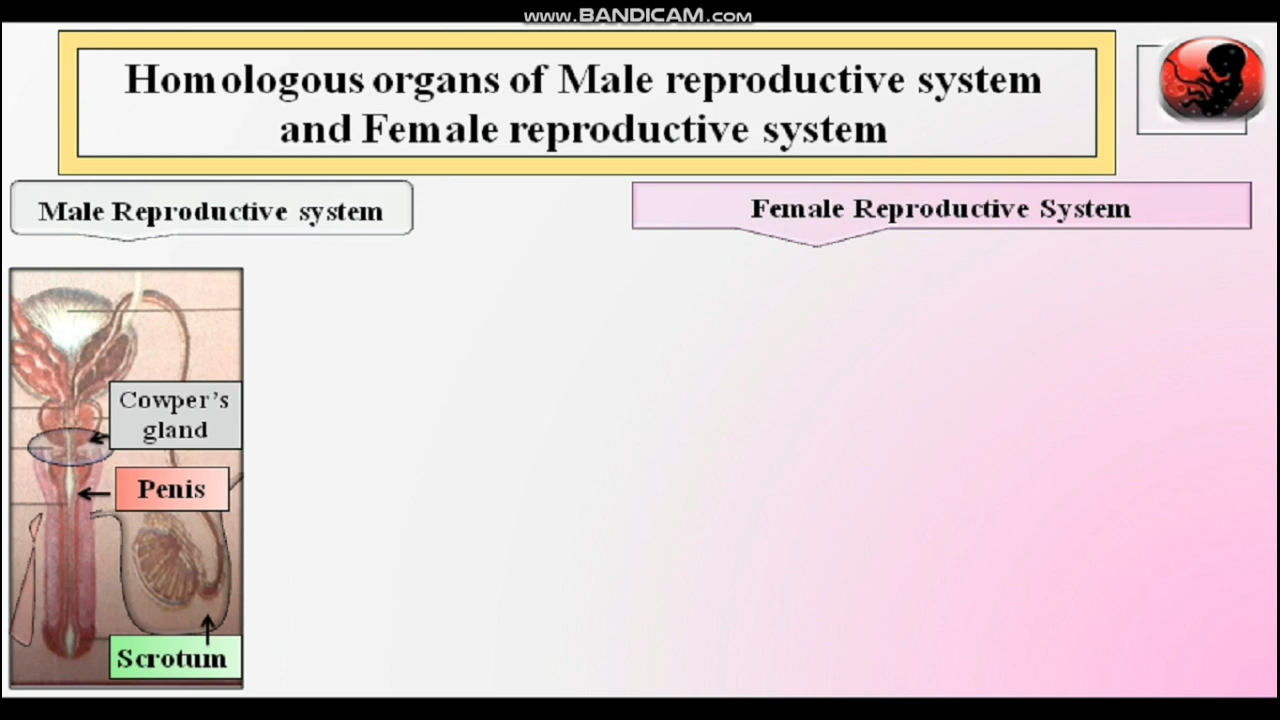 www.BANDICAM.com
Homologous organs of Male reproductive system
and Female reproductive system
Male Reproductive system
Female Reproductive System
Cowper's
gland
Penis
Scrotum